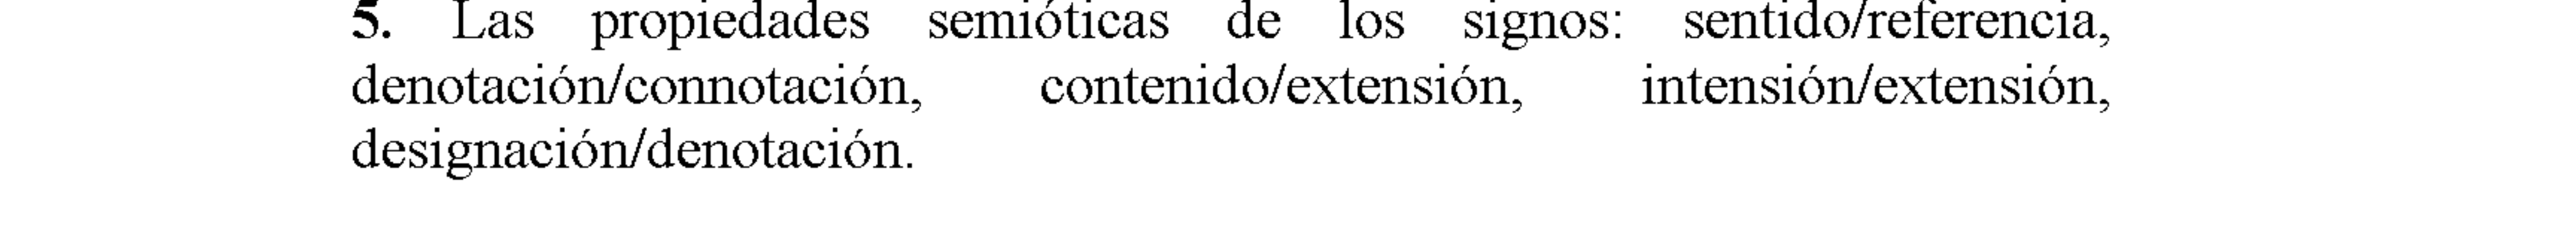 5. Las propiedades semióticas de los signos: sentido/referencia,
denotación/connotación, contenido/extensión, intensión/extensión,
designación/denotación.